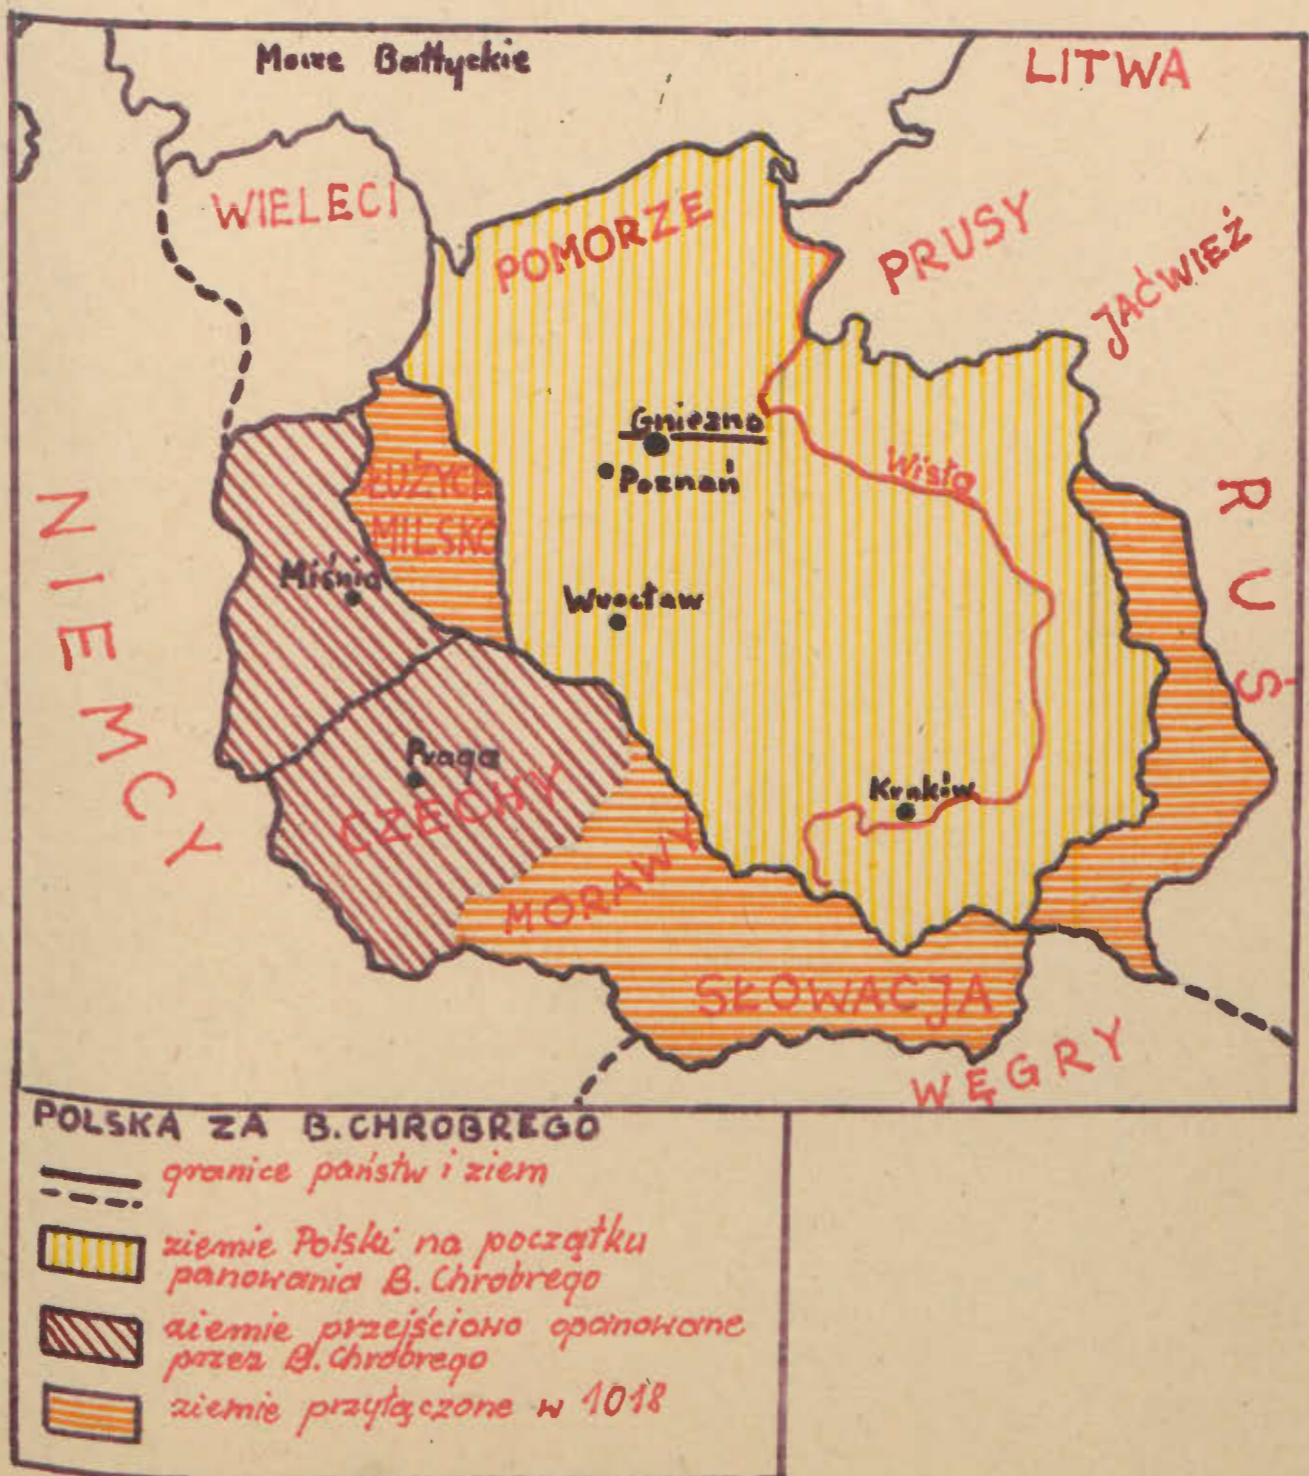 Morze Bałtyckie
LITWA
WIELECI
POMORZE
PRUSY
JAĆWIEŻ
Gniezno
Poznań
Wisła
ŁUŻYCE
MILSKO
NIEMCY
RUŚ
Miśnia
Wrocław
Praga
CZECHY
Kraków
MORAWY
SŁOWACJA
WĘGRY
POLSKA ZA B. CHROBREGO
granice państw i ziem
ziemie Polski na początku
panowania B. Chrobrego
ziemie przejściowo opanowane
przez B. Chrobrego
ziemie przyłączone w 1018